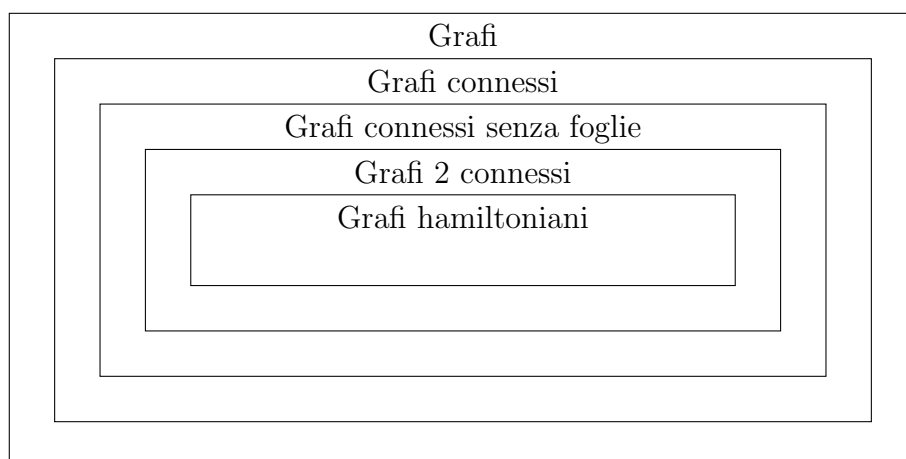 Grafi
Grafi connessi
Grafi connessi senza foglie
Grafi 2 connessi
Grafi hamiltoniani